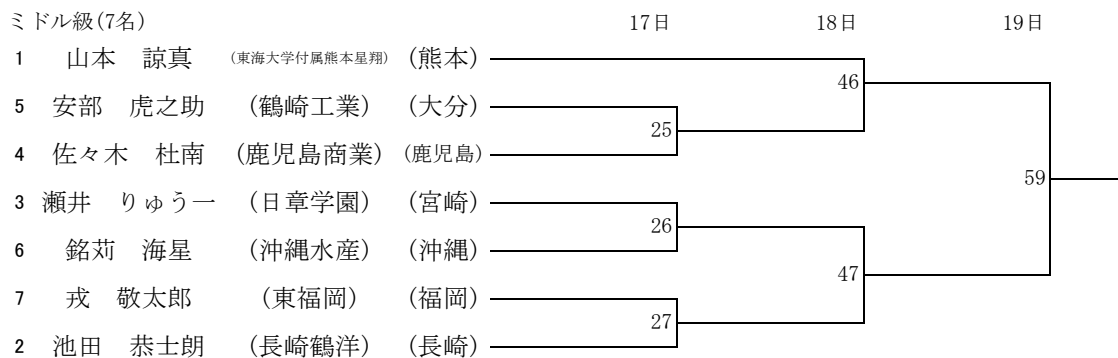 ミドル級(7名) 17日 18日 19日
1 山本 諒真 (東海大学付属熊本星翔) (熊本)
46
5 安部 虎之助 (鶴崎工業) (大分)
25
4 佐々木 杜南 (鹿児島商業) (鹿児島)
59
3 瀬井 りゅう一 (日章学園) (宮崎)
26
6 銘苅 海星 (沖縄水産) (沖縄)
47
7 戎 敬太郎 (東福岡) (福岡)
27
2 池田 恭士朗 (長崎鶴洋) (長崎)